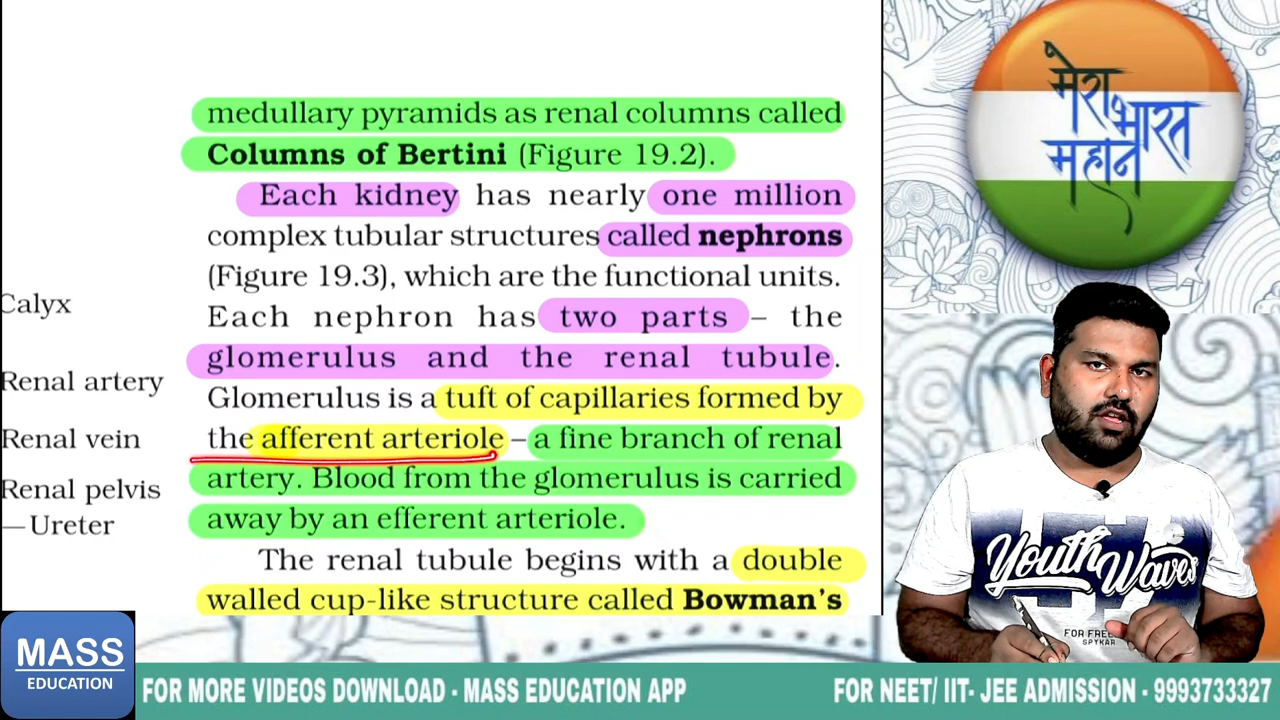 medullary pyramids as renal columns called
Columns of Bertini (Figure 19.2).
Each kidney has nearly one million
complex tubular structures called nephrons
(Figure 19.3), which are the functional units.
Each nephron has two parts – the
glomerulus and the renal tubule.
Glomerulus is a tuft of capillaries formed by
the afferent arteriole – a fine branch of renal
artery. Blood from the glomerulus is carried
away by an efferent arteriole.
The renal tubule begins with a double
walled cup-like structure called Bowman's
Calyx
Renal artery
Renal vein
Renal pelvis
Ureter
मेरा
भारत
महान
Youth
Waves
FOR FREE
SPYKAR
MASS
EDUCATION
FOR MORE VIDEOS DOWNLOAD - MASS EDUCATION APP
FOR NEET/ IIT- JEE ADMISSION - 9993733327